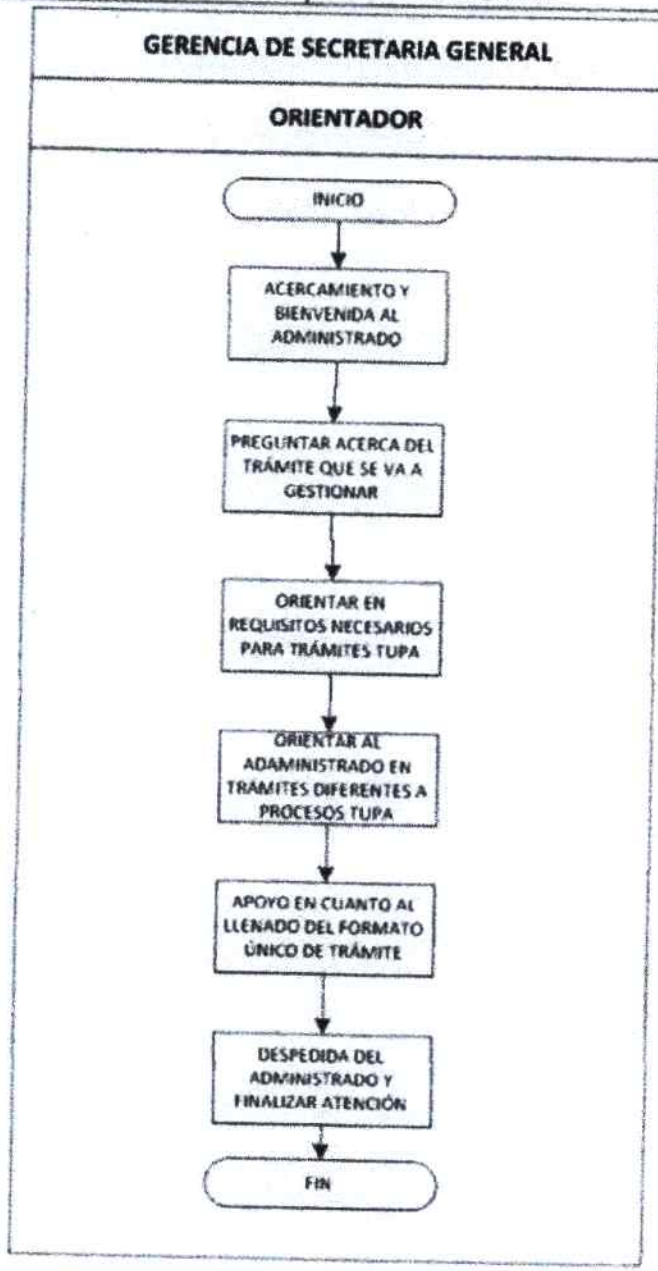 GERENCIA DE SECRETARIA GENERAL
ORIENTADOR
INICIO
ACERCAMIENTO Y
BIENVENIDA AL
ADMINISTRADO
PREGUNTAR ACERCA DEL
TRÁMITE QUE SE VA A
GESTIONAR
ORIENTAR EN
REQUISITOS NECESARIOS
PARA TRÁMITES TUPA
ORIENTAR AL
ADAMINISTRADO EN
TRÁMITES DIFERENTES A
PROCESOS TUPA
APOYO EN CUANTO AL
LLENADO DEL FORMATO
ÚNICO DE TRÁMITE
DESPEDIDA DEL
ADMINISTRADO Y
FINALIZAR ATENCIÓN
FIN